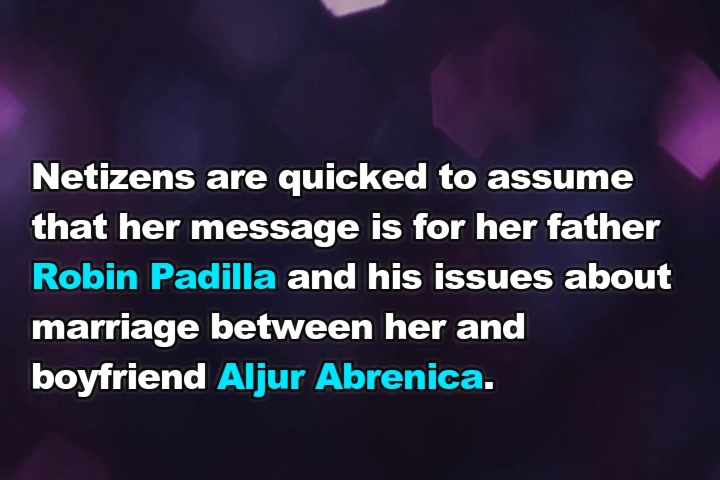 Netizens are quicked to assume
that her message is for her father
Robin Padilla and his issues about
marriage between her and
boyfriend Aljur Abrenica.